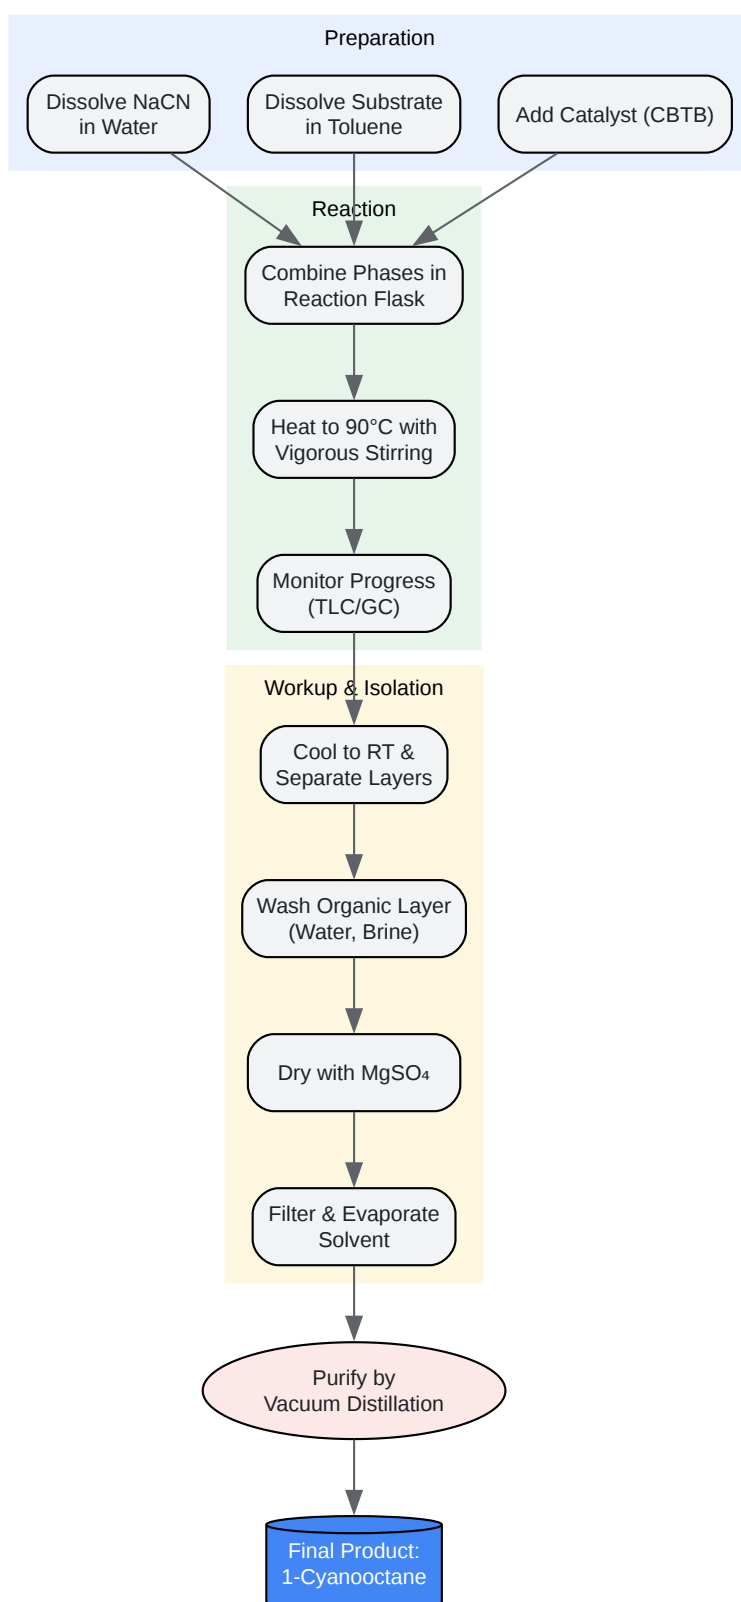 Preparation
Dissolve NaCN
in Water
Dissolve Substrate
in Toluene
Add Catalyst (CBTB)
Reaction
Combine Phases in
Reaction Flask
Heat to 90°C with
Vigorous Stirring
Monitor Progress
(TLC/GC)
Workup & Isolation
Cool to RT &
Separate Layers
Wash Organic Layer
(Water, Brine)
Dry with MgSO₄
Filter & Evaporate
Solvent
Purify by
Vacuum Distillation
Final Product:
1-Cyanooctane